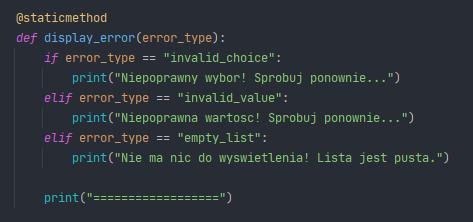 @staticmethod
def display_error(error_type):
    if error_type == "invalid_choice":
        print("Niepoprawny wybor! Sprobuj ponownie...")
    elif error_type == "invalid_value":
        print("Niepoprawna wartosc! Sprobuj ponownie...")
    elif error_type == "empty_list":
        print("Nie ma nic do wyswietlenia! Lista jest pusta.")

    print("==================")